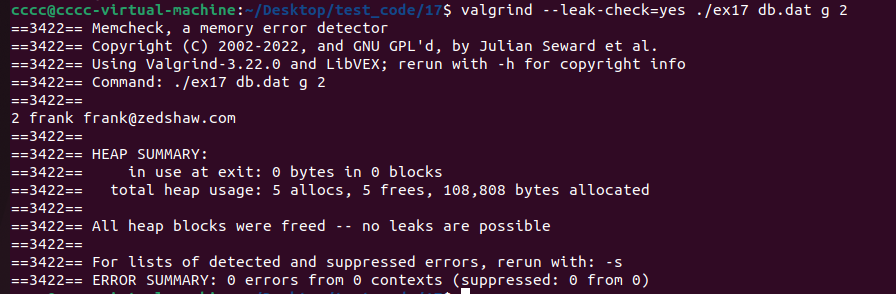 cccc@cccc-virtual-machine:~/Desktop/test_code/17$ valgrind --leak-check=yes ./ex17 db.dat g 2
==3422== Memcheck, a memory error detector
==3422== Copyright (C) 2002-2022, and GNU GPL'd, by Julian Seward et al.
==3422== Using Valgrind-3.22.0 and LibVEX; rerun with -h for copyright info
==3422== Command: ./ex17 db.dat g 2
==3422==
2 frank frank@zedshaw.com
==3422==
==3422== HEAP SUMMARY:
==3422==     in use at exit: 0 bytes in 0 blocks
==3422==   total heap usage: 5 allocs, 5 frees, 108,808 bytes allocated
==3422==
==3422== All heap blocks were freed -- no leaks are possible
==3422==
==3422== For lists of detected and suppressed errors, rerun with: -s
==3422== ERROR SUMMARY: 0 errors from 0 contexts (suppressed: 0 from 0)